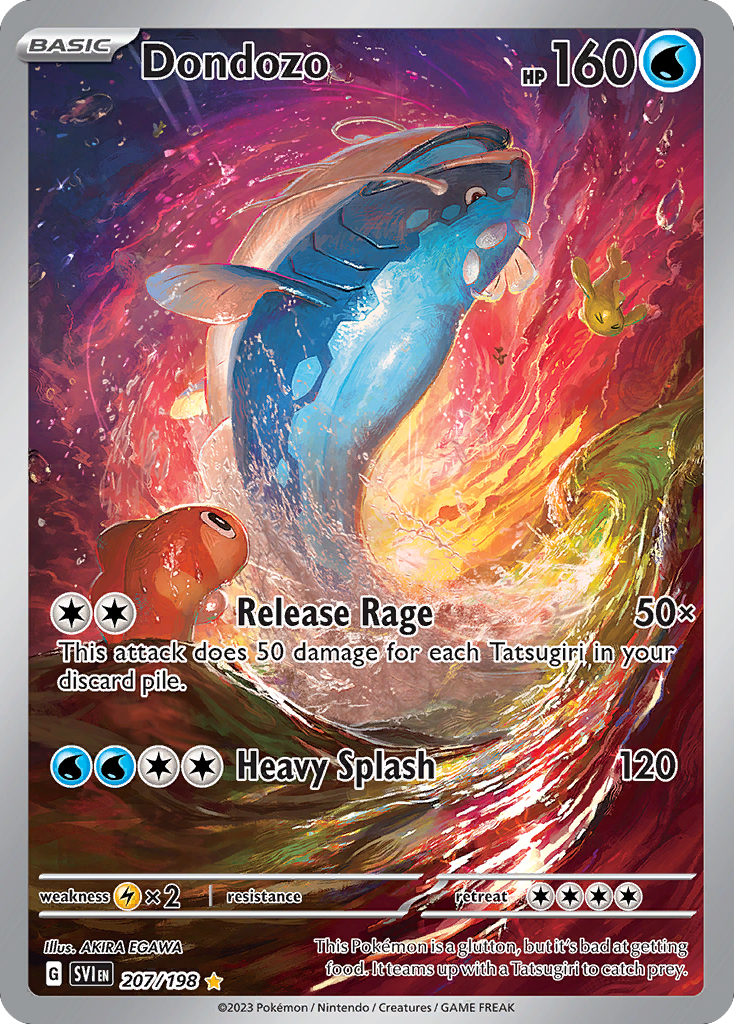 BASIC
Dondozo
HP 160
Release Rage 50×
This attack does 50 damage for each Tatsugiri in your
discard pile.
Heavy Splash 120
weakness ×2 resistance retreat
Illus. AKIRA EGAWA
This Pokémon is a glutton, but it's bad at getting
food. It teams up with a Tatsugiri to catch prey.
G SVI EN 207/198
©2023 Pokémon / Nintendo / Creatures / GAME FREAK